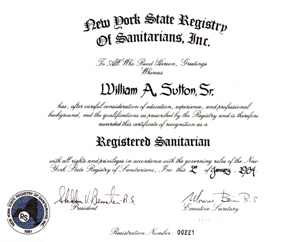 New York State Registry
Of Sanitarians, Inc.
To All Who Read Hereon, Greetings
Whereas
William A. Sutton, Sr.
has, after careful consideration of education, experience, and professional
background, met the qualifications as prescribed by the Registry and is therefore
awarded this certificate of recognition as a
Registered Sanitarian
with all rights and privileges in accordance with the governing rules of the New
York State Registry of Sanitarians, Inc. this
President
Executive Secretary
Registration Number 00221